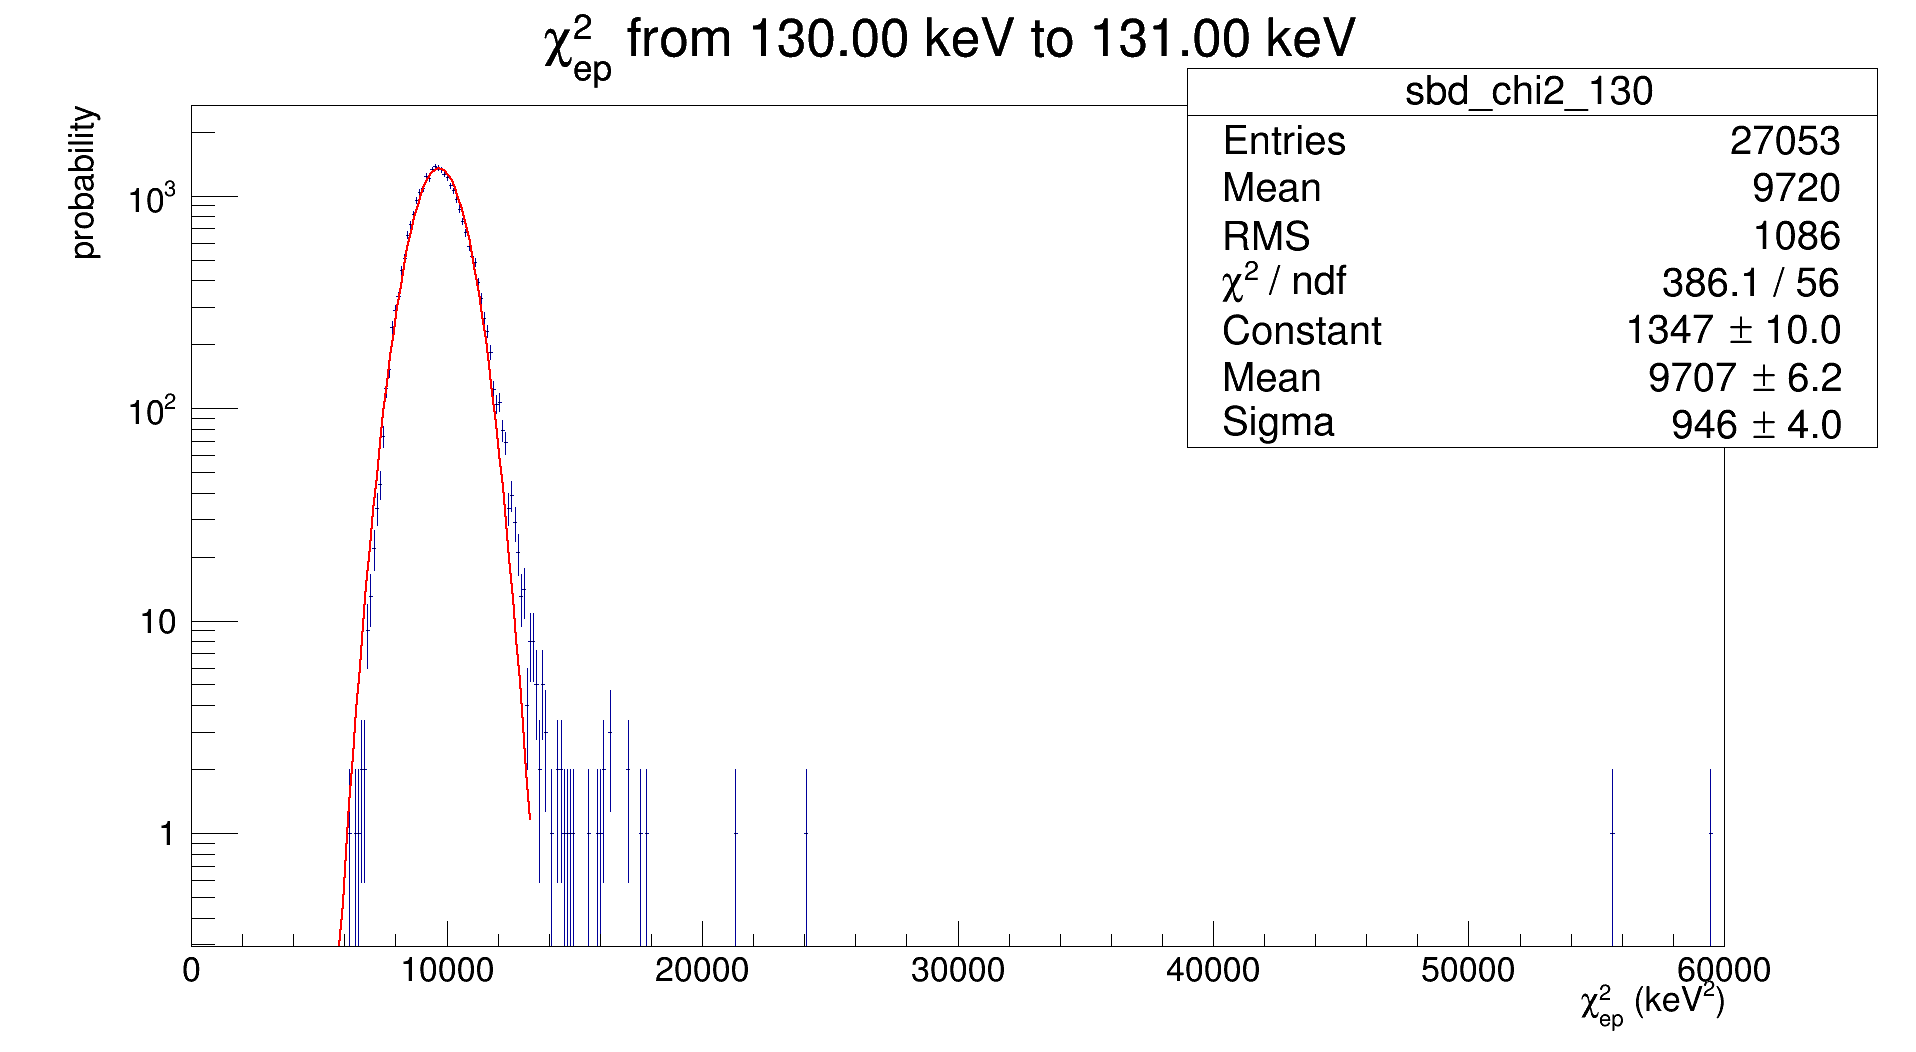 χ²ep from 130.00 keV to 131.00 keV
sbd_chi2_130
Entries 27053
Mean 9720
RMS 1086
χ² / ndf 386.1 / 56
Constant 1347 ± 10.0
Mean 9707 ± 6.2
Sigma 946 ± 4.0
probability
10³
10²
10
1
0 10000 20000 30000 40000 50000 60000
χ²ep (keV²)